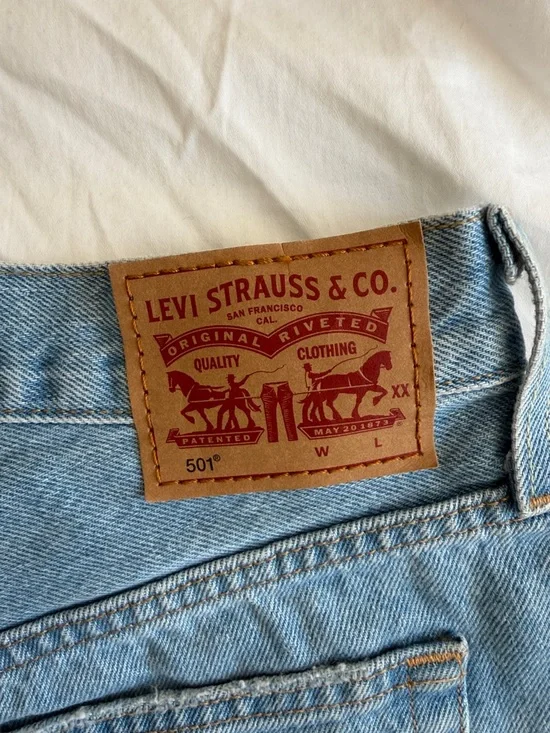 LEVI STRAUSS & CO.
SAN FRANCISCO
CAL.
ORIGINAL RIVETED
QUALITY CLOTHING
XX
PATENTED MAY 20 1873
501® W L